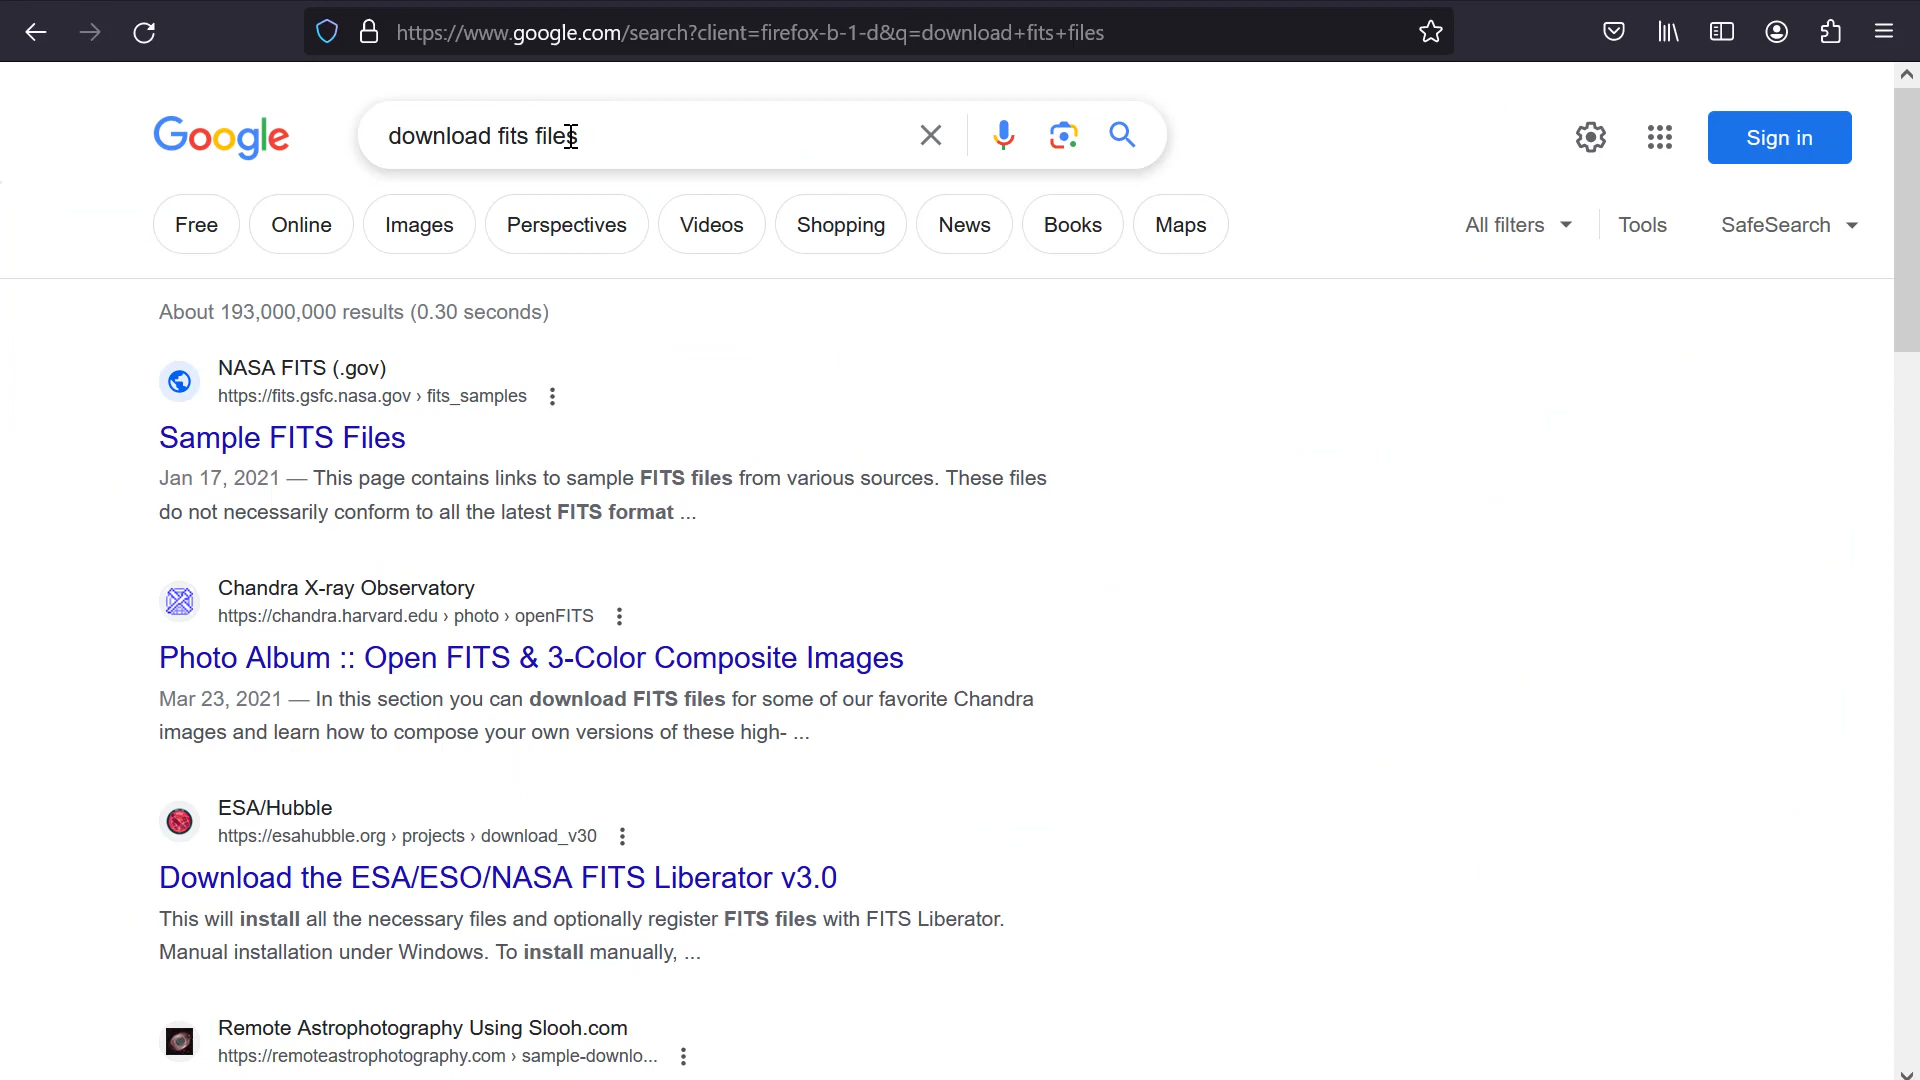 https://www.google.com/search?client=firefox-b-1-d&q=download+fits+files
Google
download fits files
Sign in
Free
Online
Images
Perspectives
Videos
Shopping
News
Books
Maps
All filters
Tools
SafeSearch
About 193,000,000 results (0.30 seconds)
NASA FITS (.gov)
https://fits.gsfc.nasa.gov › fits_samples
Sample FITS Files
Jan 17, 2021 — This page contains links to sample FITS files from various sources. These files
do not necessarily conform to all the latest FITS format ...
Chandra X-ray Observatory
https://chandra.harvard.edu › photo › openFITS
Photo Album :: Open FITS & 3-Color Composite Images
Mar 23, 2021 — In this section you can download FITS files for some of our favorite Chandra
images and learn how to compose your own versions of these high- ...
ESA/Hubble
https://esahubble.org › projects › download_v30
Download the ESA/ESO/NASA FITS Liberator v3.0
This will install all the necessary files and optionally register FITS files with FITS Liberator.
Manual installation under Windows. To install manually, ...
Remote Astrophotography Using Slooh.com
https://remoteastrophotography.com › sample-downlo...